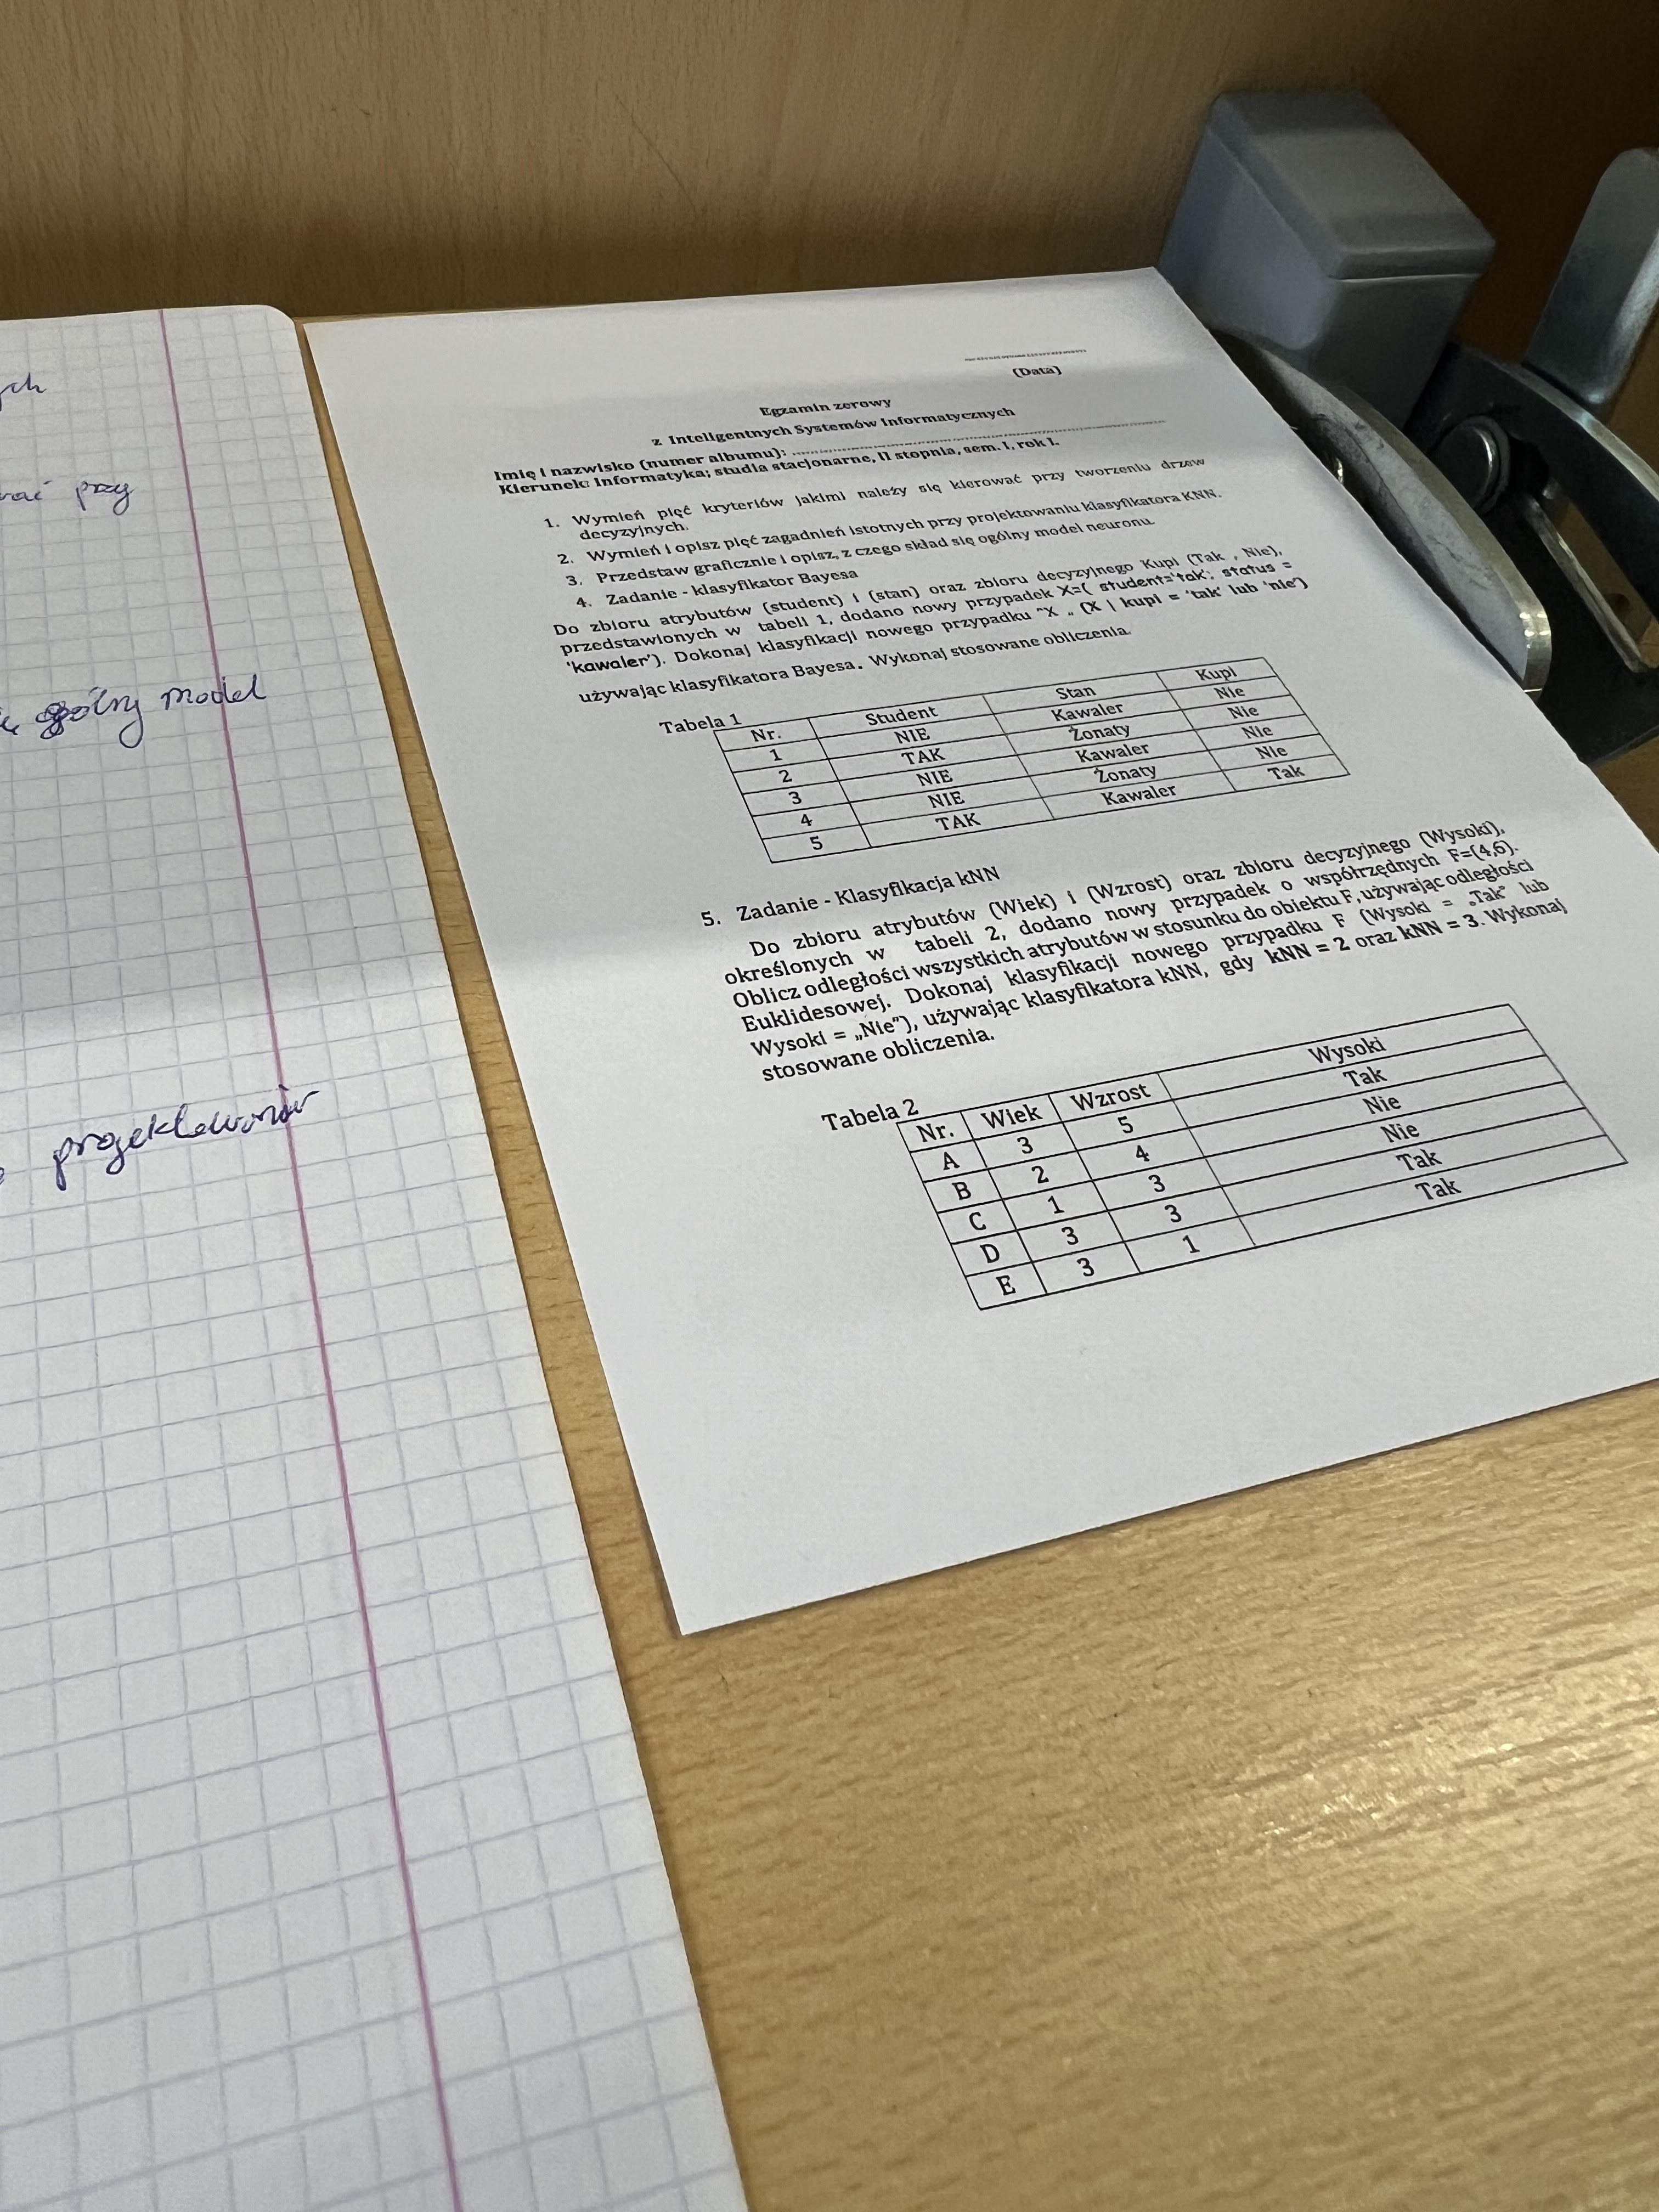 ych
przy
ogólny model
(Data)
Egzamin zerowy
z Inteligentnych Systemów Informatycznych
Imię i nazwisko (numer albumu): ................................
Kierunek: Informatyka; studia stacjonarne, II stopnia, sem. I, rok I.
1. Wymień pięć kryteriów jakimi należy się kierować przy tworzeniu drzew
decyzyjnych.
2. Wymień i opisz pięć zagadnień istotnych przy projektowaniu klasyfikatora KNN.
3. Przedstaw graficznie i opisz, z czego skład się ogólny model neuronu.
4. Zadanie - klasyfikator Bayesa
Do zbioru atrybutów (student) i (stan) oraz zbioru decyzyjnego Kupi (Tak , Nie),
przedstawionych w tabeli 1, dodano nowy przypadek X=( student='tak'; status =
'kawaler'). Dokonaj klasyfikacji nowego przypadku "X „ (X | kupi = 'tak' lub 'nie')
używając klasyfikatora Bayesa. Wykonaj stosowane obliczenia.
Tabela 1
Nr. Student Stan Kupi
1 NIE Kawaler Nie
2 TAK Żonaty Nie
3 NIE Kawaler Nie
4 NIE Żonaty Nie
5 TAK Kawaler Tak
5. Zadanie - Klasyfikacja kNN
Do zbioru atrybutów (Wiek) i (Wzrost) oraz zbioru decyzyjnego (Wysoki),
określonych w tabeli 2, dodano nowy przypadek o współrzędnych F=(4,6).
Oblicz odległości wszystkich atrybutów w stosunku do obiektu F, używając odległości
Euklidesowej. Dokonaj klasyfikacji nowego przypadku F (Wysoki = „Tak" lub
Wysoki = „Nie"), używając klasyfikatora kNN, gdy kNN = 2 oraz kNN = 3. Wykonaj
stosowane obliczenia.
Tabela 2
Nr. Wiek Wzrost Wysoki
A 3 5 Tak
B 2 4 Nie
C 1 3 Nie
D 3 3 Tak
E 3 1 Tak